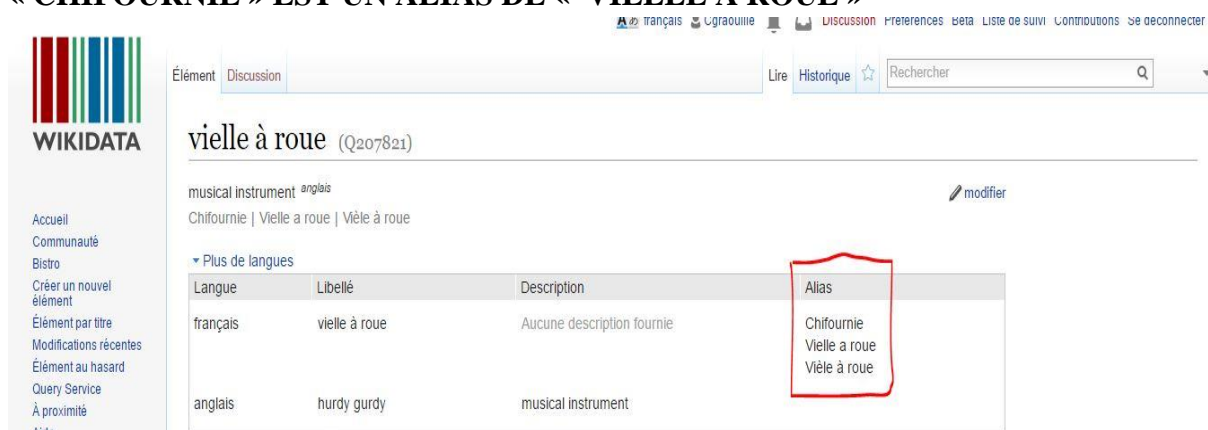 « CHIFOURNIE » EST UN ALIAS DE « VIELLE À ROUE »
français Cgraouille Discussion Préférences Beta Liste de suivi Contributions Se déconnecter
Élément Discussion Lire Historique Rechercher
WIKIDATA
vielle à roue (Q207821)
musical instrument anglais modifier
Chifournie | Vielle a roue | Vièle à roue
Accueil
Communauté
Bistro
Créer un nouvel
élément
Élément par titre
Modifications récentes
Élément au hasard
Query Service
À proximité
Plus de langues
Langue Libellé Description Alias
français vielle à roue Aucune description fournie Chifournie
Vielle a roue
Vièle à roue
anglais hurdy gurdy musical instrument